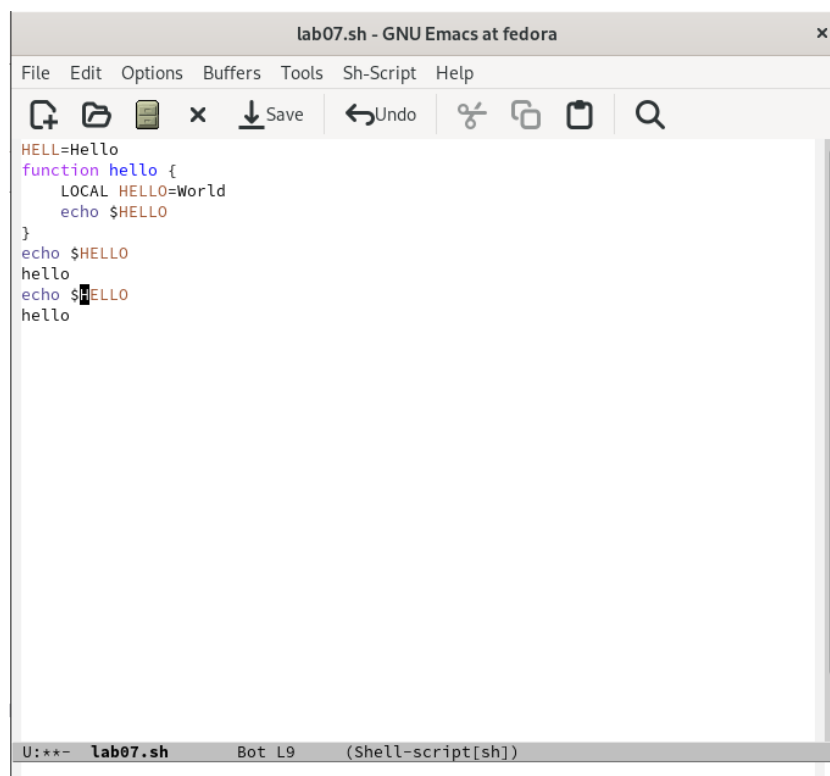 lab07.sh - GNU Emacs at fedora ×
File Edit Options Buffers Tools Sh-Script Help
Save Undo
HELL=Hello
function hello {
    LOCAL HELLO=World
    echo $HELLO
}
echo $HELLO
hello
echo $HELLO
hello
U:**- lab07.sh Bot L9 (Shell-script[sh])